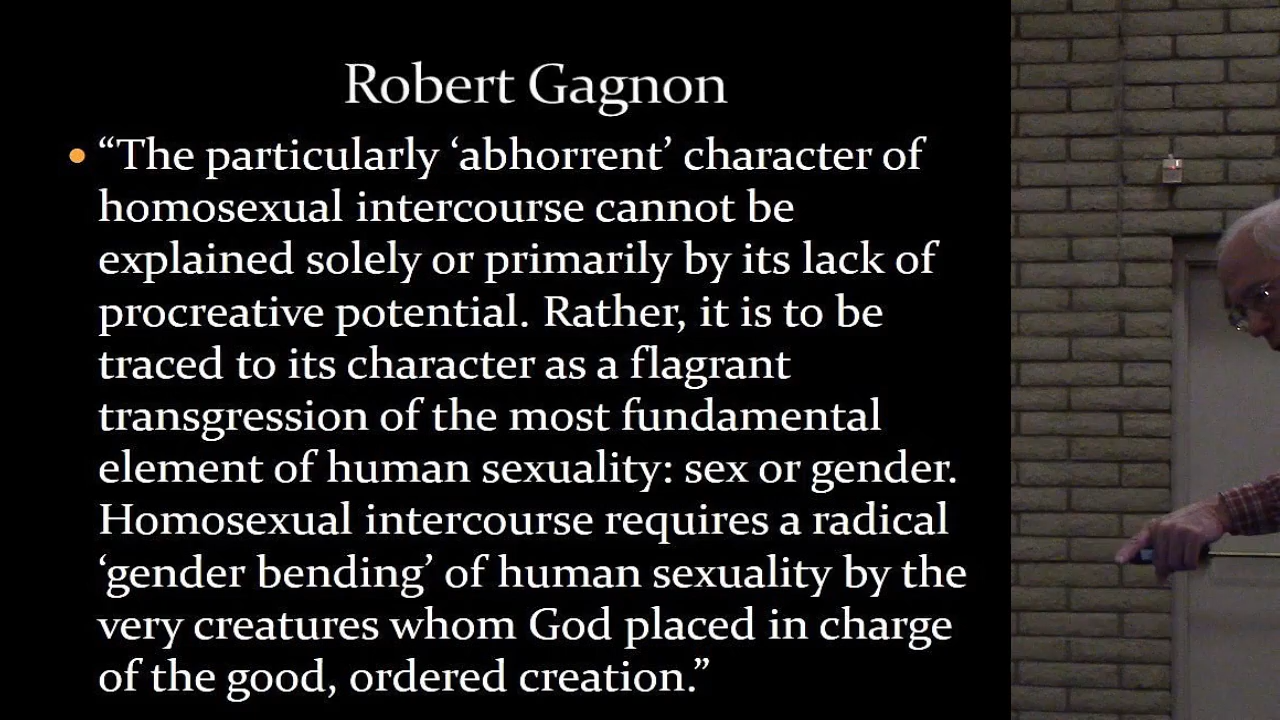 Robert Gagnon
• “The particularly ‘abhorrent’ character of
homosexual intercourse cannot be
explained solely or primarily by its lack of
procreative potential. Rather, it is to be
traced to its character as a flagrant
transgression of the most fundamental
element of human sexuality: sex or gender.
Homosexual intercourse requires a radical
‘gender bending’ of human sexuality by the
very creatures whom God placed in charge
of the good, ordered creation.”